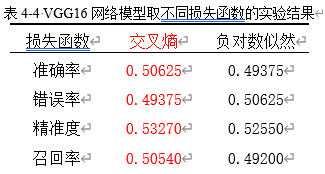 表 4-4·VGG16 网络模型取不同损失函数的实验结果
损失函数 交叉熵 负对数似然
准确率 0.50625 0.49375
错误率 0.49375 0.50625
精准度 0.53270 0.52550
召回率 0.50540 0.49200